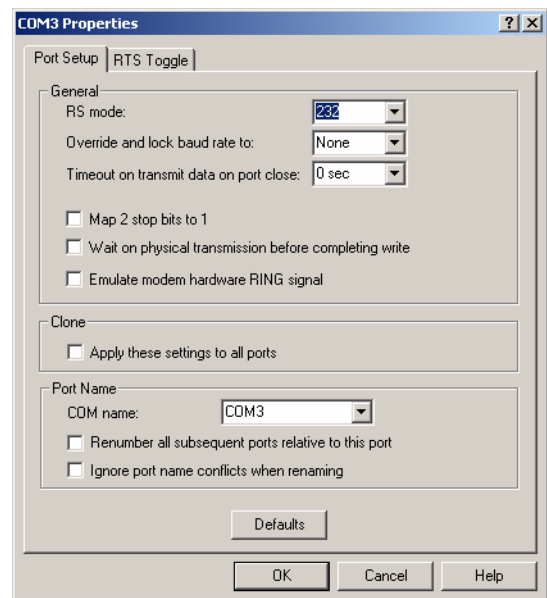 COM3 Properties
Port Setup RTS Toggle
General
RS mode: 232
Override and lock baud rate to: None
Timeout on transmit data on port close: 0 sec
Map 2 stop bits to 1
Wait on physical transmission before completing write
Emulate modem hardware RING signal
Clone
Apply these settings to all ports
Port Name
COM name: COM3
Renumber all subsequent ports relative to this port
Ignore port name conflicts when renaming
Defaults
OK Cancel Help